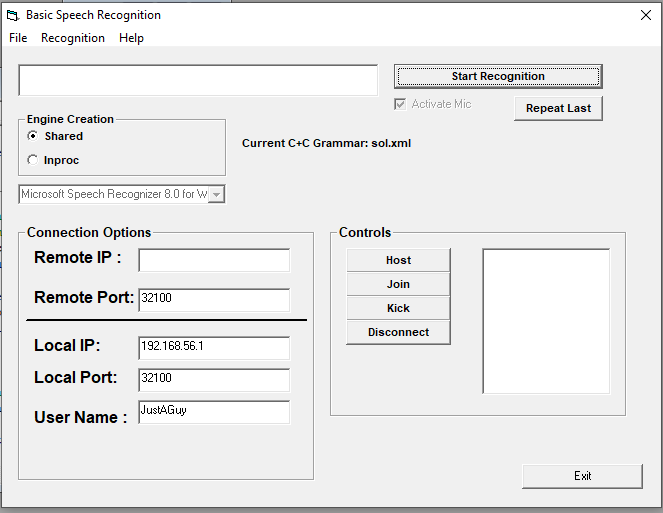 Basic Speech Recognition
File Recognition Help
Start Recognition
Activate Mic
Repeat Last
Engine Creation
Shared
Inproc
Current C+C Grammar: sol.xml
Microsoft Speech Recognizer 8.0 for W
Connection Options
Remote IP :
Remote Port: 32100
Local IP: 192.168.56.1
Local Port: 32100
User Name : JustAGuy
Controls
Host
Join
Kick
Disconnect
Exit